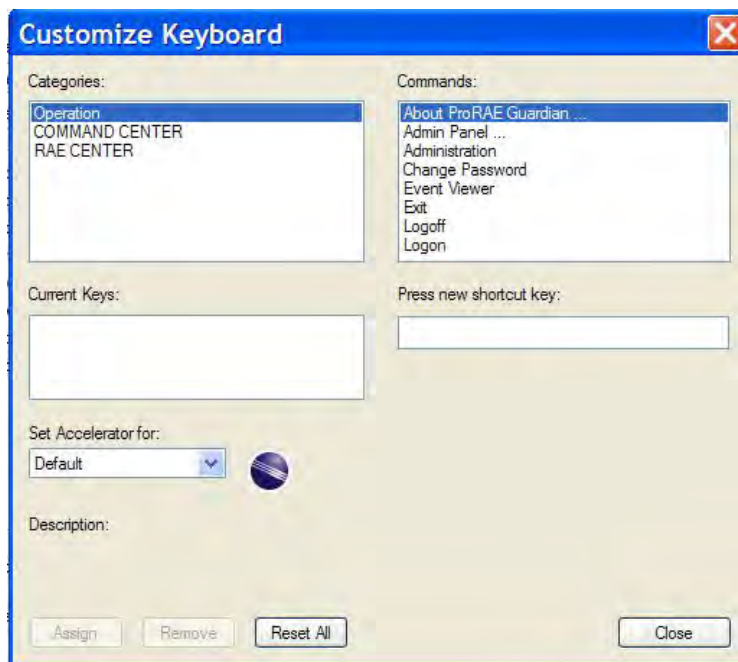 Customize Keyboard
Categories:
Operation
COMMAND CENTER
RAE CENTER
Commands:
About ProRAE Guardian ...
Admin Panel ...
Administration
Change Password
Event Viewer
Exit
Logoff
Logon
Current Keys:
Press new shortcut key:
Set Accelerator for:
Default
Description:
Assign
Remove
Reset All
Close